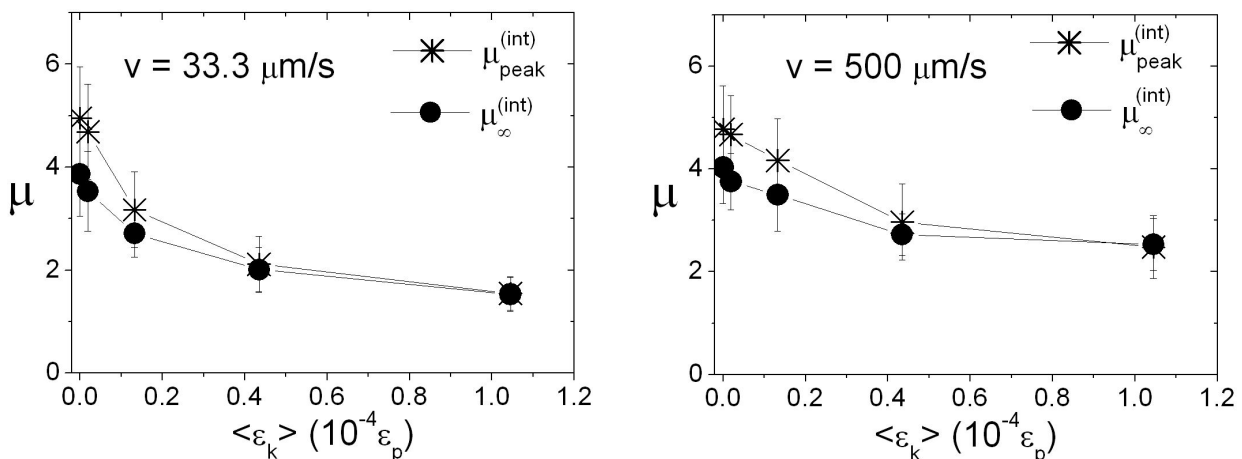 v = 33.3 μm/s
μ_peak^(int)
μ_∞^(int)
μ
6
4
2
0
0.0 0.2 0.4 0.6 0.8 1.0 1.2
<ε_k> (10^-4 ε_p)
v = 500 μm/s
μ_peak^(int)
μ_∞^(int)
μ
6
4
2
0
0.0 0.2 0.4 0.6 0.8 1.0 1.2
<ε_k> (10^-4 ε_p)